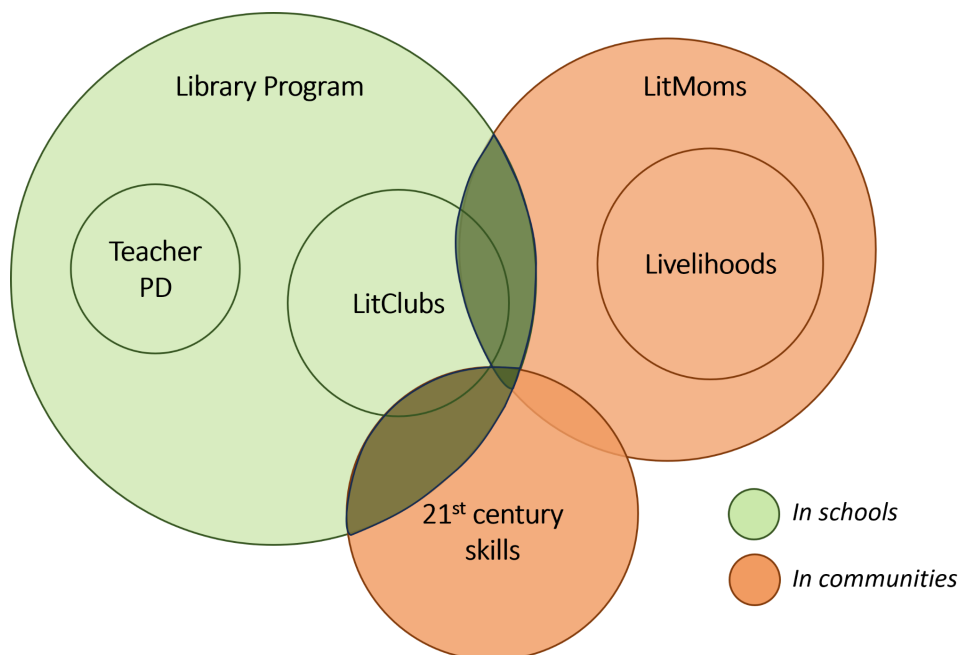 Library Program
LitMoms
Teacher
PD
LitClubs
Livelihoods
21st century
skills
In schools
In communities